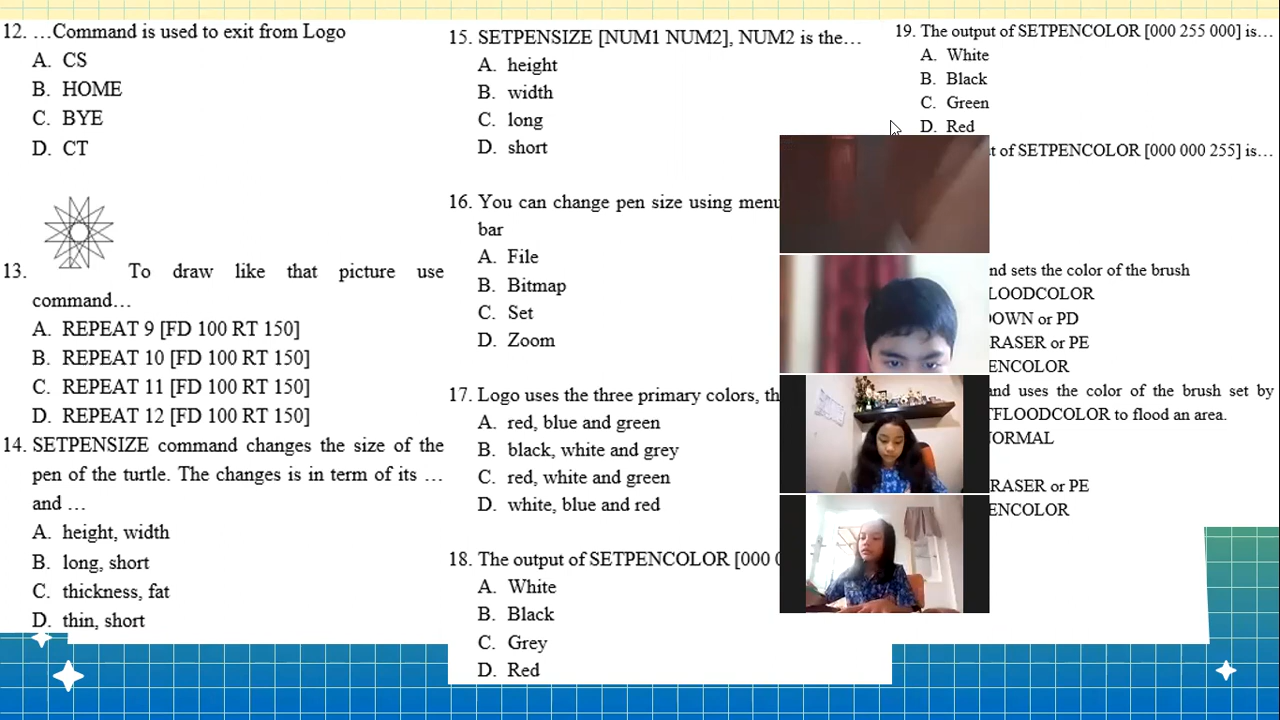 12. …Command is used to exit from Logo
A. CS
B. HOME
C. BYE
D. CT
13. To draw like that picture use
command…
A. REPEAT 9 [FD 100 RT 150]
B. REPEAT 10 [FD 100 RT 150]
C. REPEAT 11 [FD 100 RT 150]
D. REPEAT 12 [FD 100 RT 150]
14. SETPENSIZE command changes the size of the
pen of the turtle. The changes is in term of its …
and …
A. height, width
B. long, short
C. thickness, fat
D. thin, short
15. SETPENSIZE [NUM1 NUM2], NUM2 is the…
A. height
B. width
C. long
D. short
16. You can change pen size using menu
bar
A. File
B. Bitmap
C. Set
D. Zoom
17. Logo uses the three primary colors,
A. red, blue and green
B. black, white and grey
C. red, white and green
D. white, blue and red
18. The output of SETPENCOLOR [000
A. White
B. Black
C. Grey
D. Red
19. The output of SETPENCOLOR [000 255 000] is…
A. White
B. Black
C. Green
D. Red
of SETPENCOLOR [000 000 255] is…
sets the color of the brush
LOODCOLOR
OWN or PD
RASER or PE
ENCOLOR
uses the color of the brush set by
FLOODCOLOR to flood an area.
NORMAL
RASER or PE
ENCOLOR